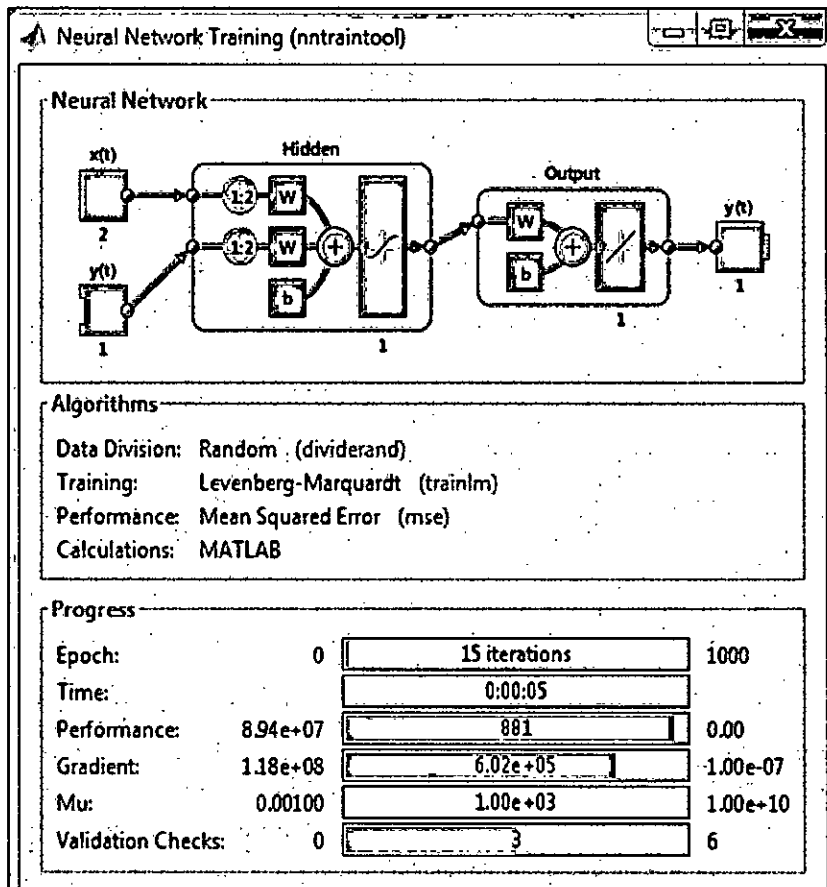 Neural Network Training (nntraintool)
Neural Network
x(t)
2
y(t)
1
Hidden
1:2
W
1:2
W
b
+
1
Output
W
b
+
1
y(t)
1
Algorithms
Data Division: Random (dividerand)
Training: Levenberg-Marquardt (trainlm)
Performance: Mean Squared Error (mse)
Calculations: MATLAB
Progress
Epoch: 0 15 iterations 1000
Time: 0:00:05
Performance: 8.94e+07 881 0.00
Gradient: 1.18e+08 6.02e+05 1.00e-07
Mu: 0.00100 1.00e+03 1.00e+10
Validation Checks: 0 3 6